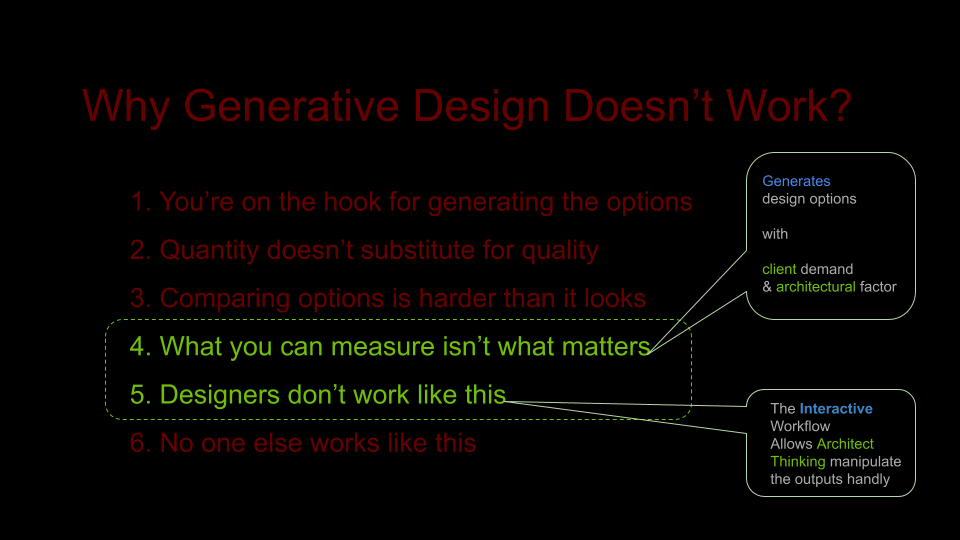 Why Generative Design Doesn’t Work?
1. You’re on the hook for generating the options
2. Quantity doesn’t substitute for quality
3. Comparing options is harder than it looks
4. What you can measure isn’t what matters
5. Designers don’t work like this
6. No one else works like this
Generates
design options
with
client demand
& architectural factor
The Interactive
Workflow
Allows Architect
Thinking manipulate
the outputs handly